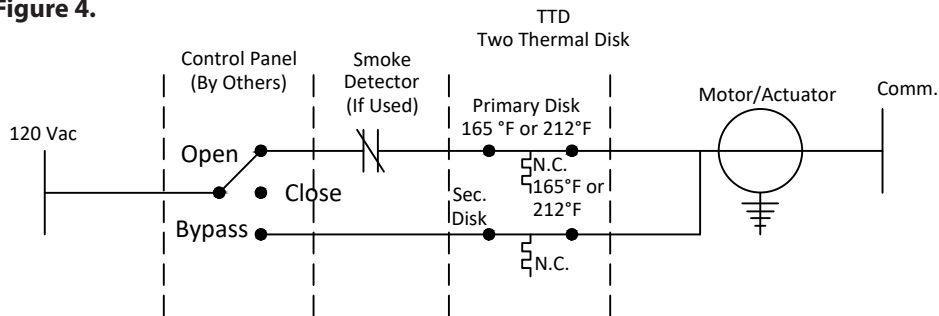 Figure 4.
TTD
Two Thermal Disk
Control Panel
(By Others)
Smoke
Detector
(If Used)
Primary Disk
165 °F or 212°F
Motor/Actuator
Comm.
120 Vac
Open
N.C.
Close
Sec.
Disk
165°F or
212°F
Bypass
N.C.